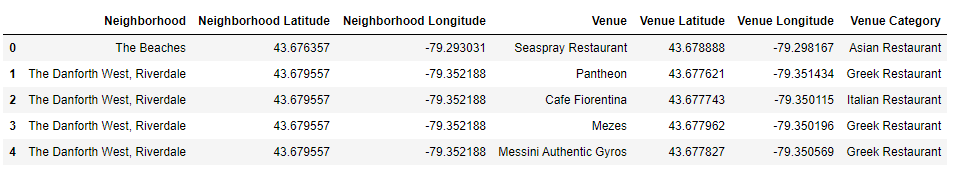 Neighborhood Neighborhood Latitude Neighborhood Longitude Venue Venue Latitude Venue Longitude Venue Category
0 The Beaches 43.676357 -79.293031 Seaspray Restaurant 43.678888 -79.298167 Asian Restaurant
1 The Danforth West, Riverdale 43.679557 -79.352188 Pantheon 43.677621 -79.351434 Greek Restaurant
2 The Danforth West, Riverdale 43.679557 -79.352188 Cafe Fiorentina 43.677743 -79.350115 Italian Restaurant
3 The Danforth West, Riverdale 43.679557 -79.352188 Mezes 43.677962 -79.350196 Greek Restaurant
4 The Danforth West, Riverdale 43.679557 -79.352188 Messini Authentic Gyros 43.677827 -79.350569 Greek Restaurant